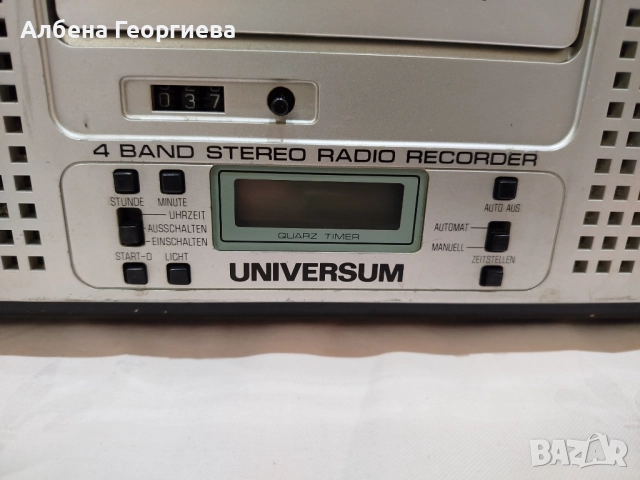 Албена Георгиева
037
4 BAND STEREO RADIO RECORDER
STUNDE MINUTE
UHRZEIT
AUSSCHALTEN
EINSCHALTEN
START-0 LICHT
QUARZ TIMER
AUTO AUS
AUTOMAT
MANUELL
ZEITSTELLEN
UNIVERSUM
BAZAR